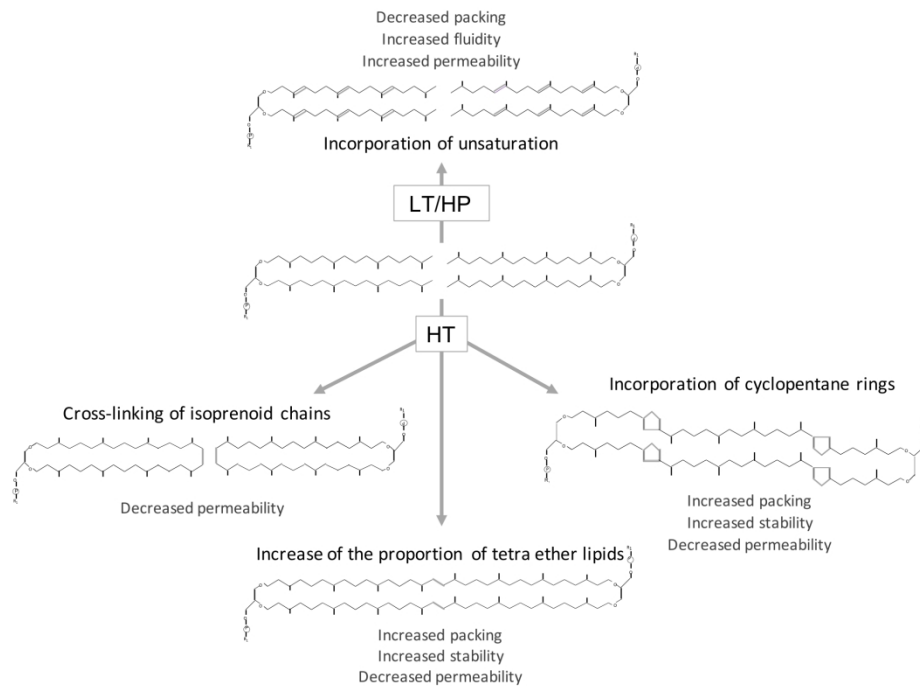 Decreased packing
Increased fluidity
Increased permeability
Incorporation of unsaturation
LT/HP
HT
Cross-linking of isoprenoid chains
Decreased permeability
Incorporation of cyclopentane rings
Increased packing
Increased stability
Decreased permeability
Increase of the proportion of tetra ether lipids
Increased packing
Increased stability
Decreased permeability